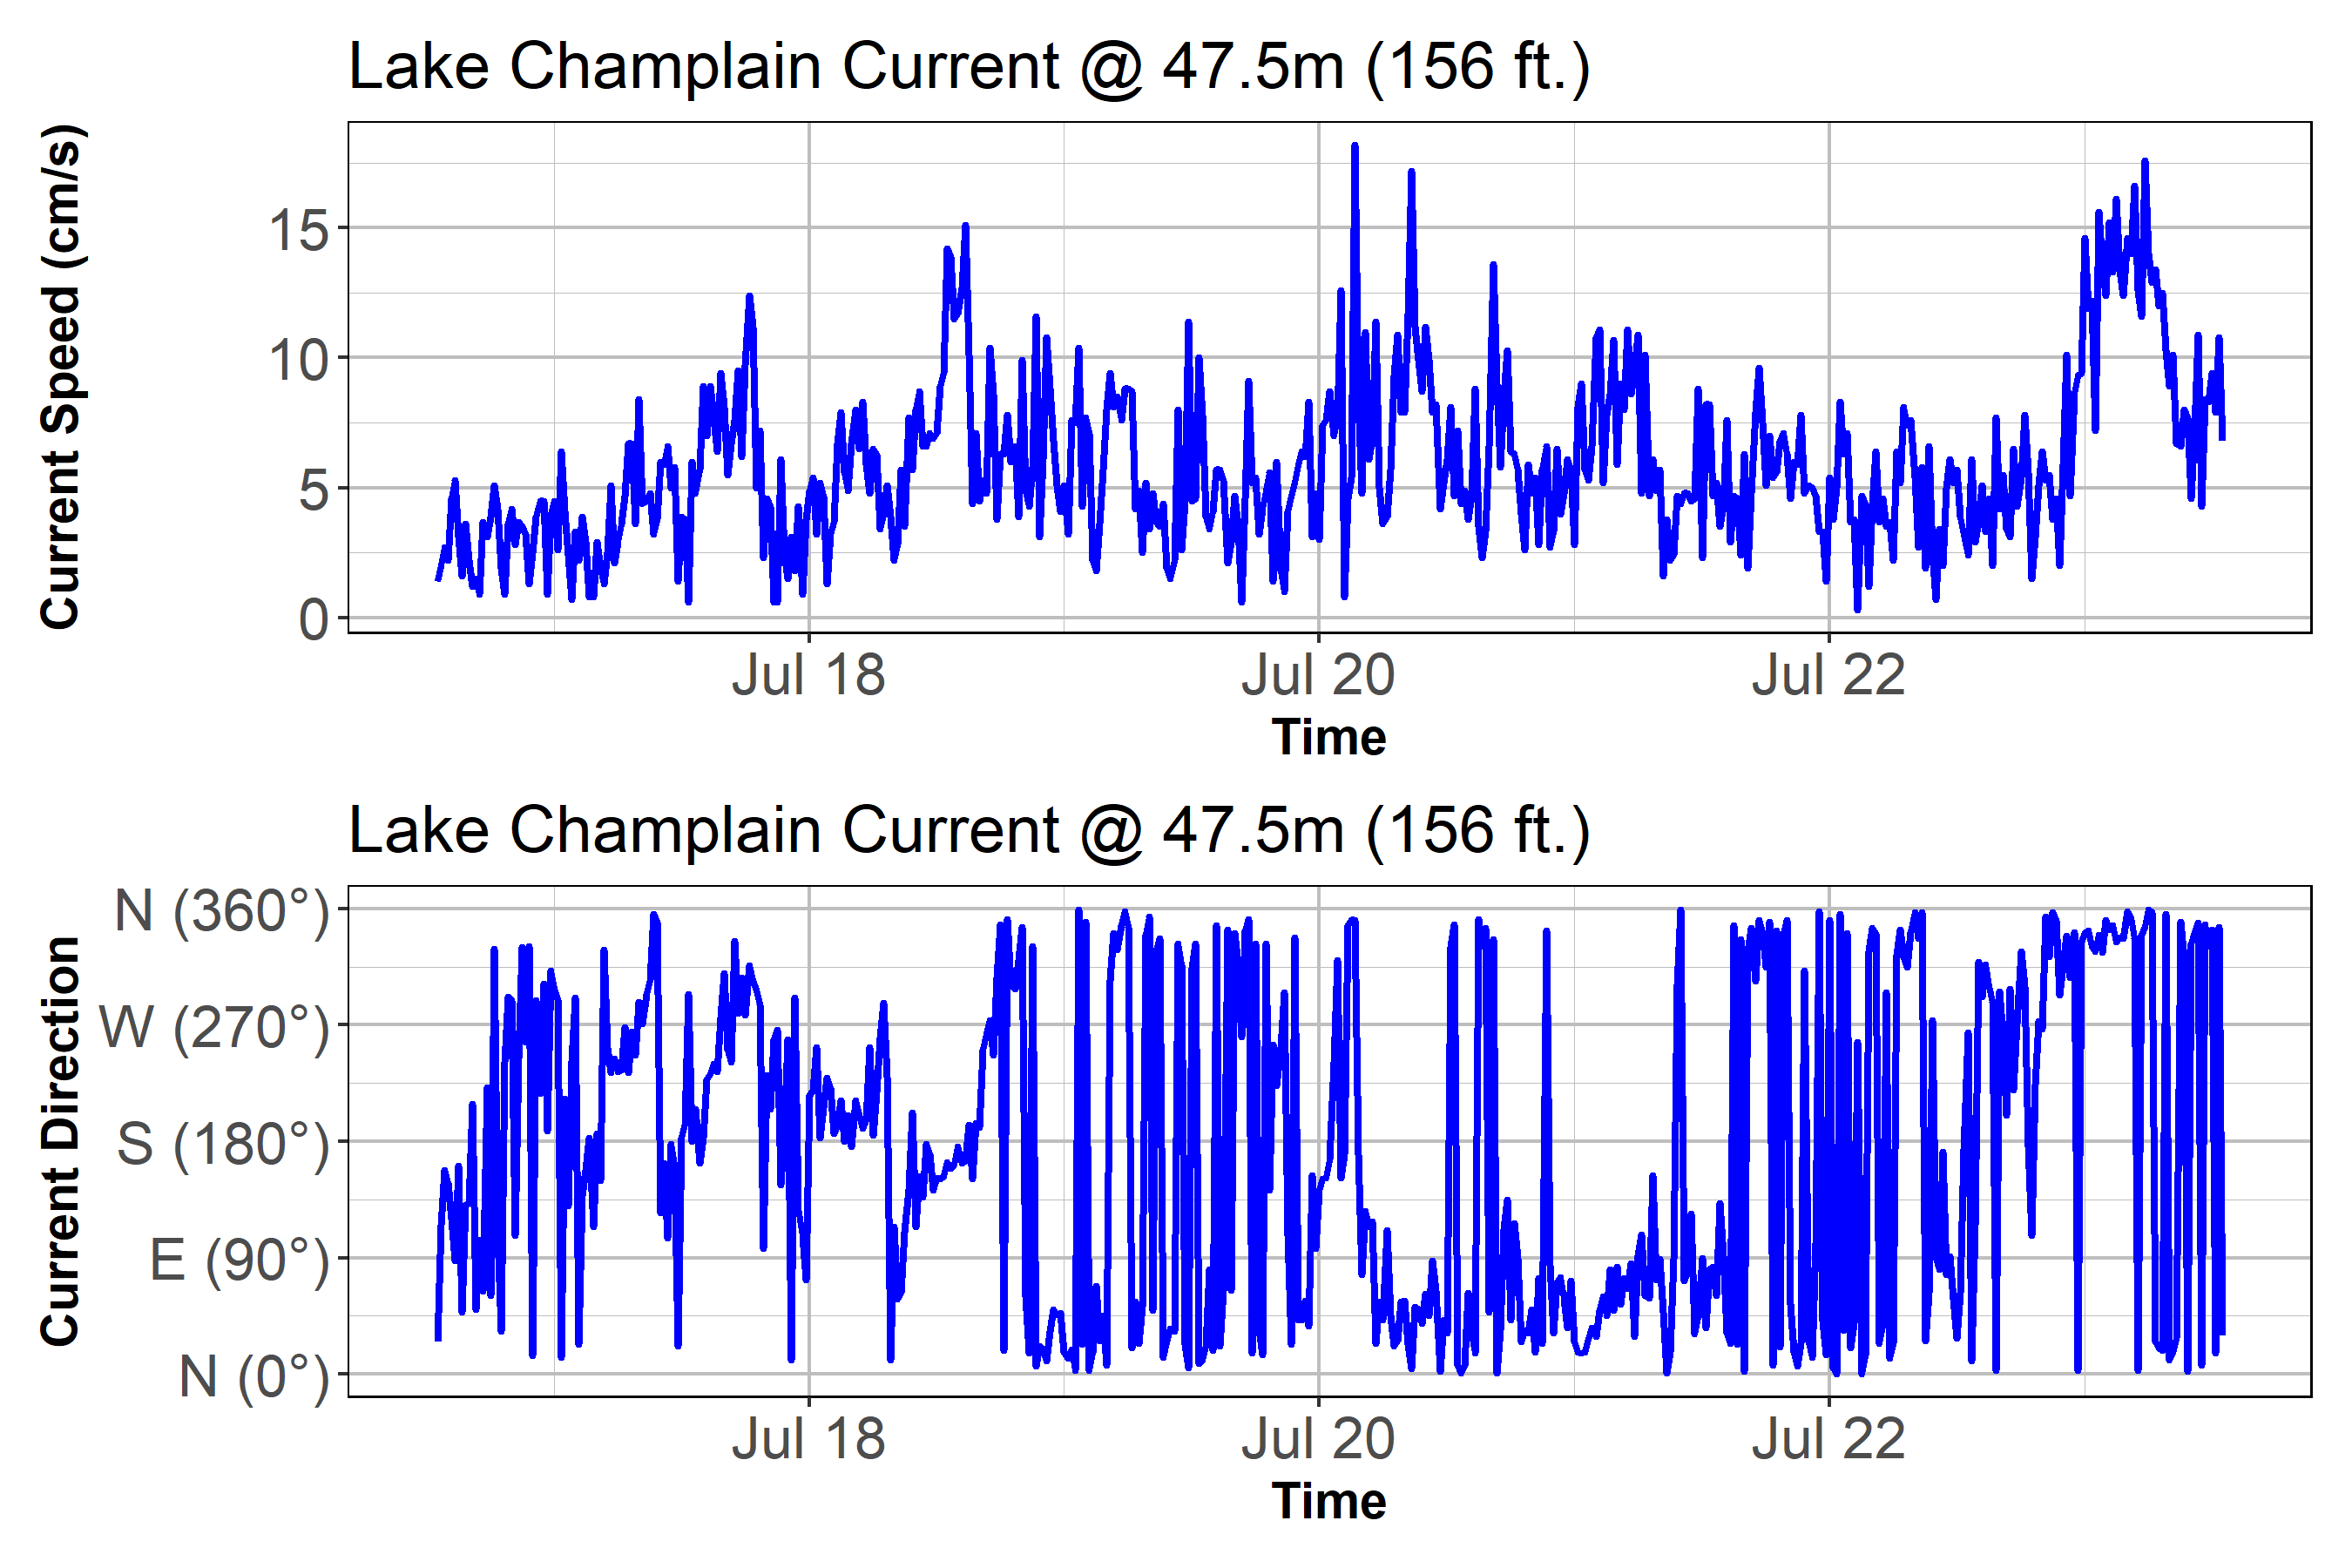 Lake Champlain Current @ 47.5m (156 ft.)
Current Speed (cm/s)
15
10
5
0
Jul 18 Jul 20 Jul 22
Time
Lake Champlain Current @ 47.5m (156 ft.)
Current Direction
N (360°)
W (270°)
S (180°)
E (90°)
N (0°)
Jul 18 Jul 20 Jul 22
Time